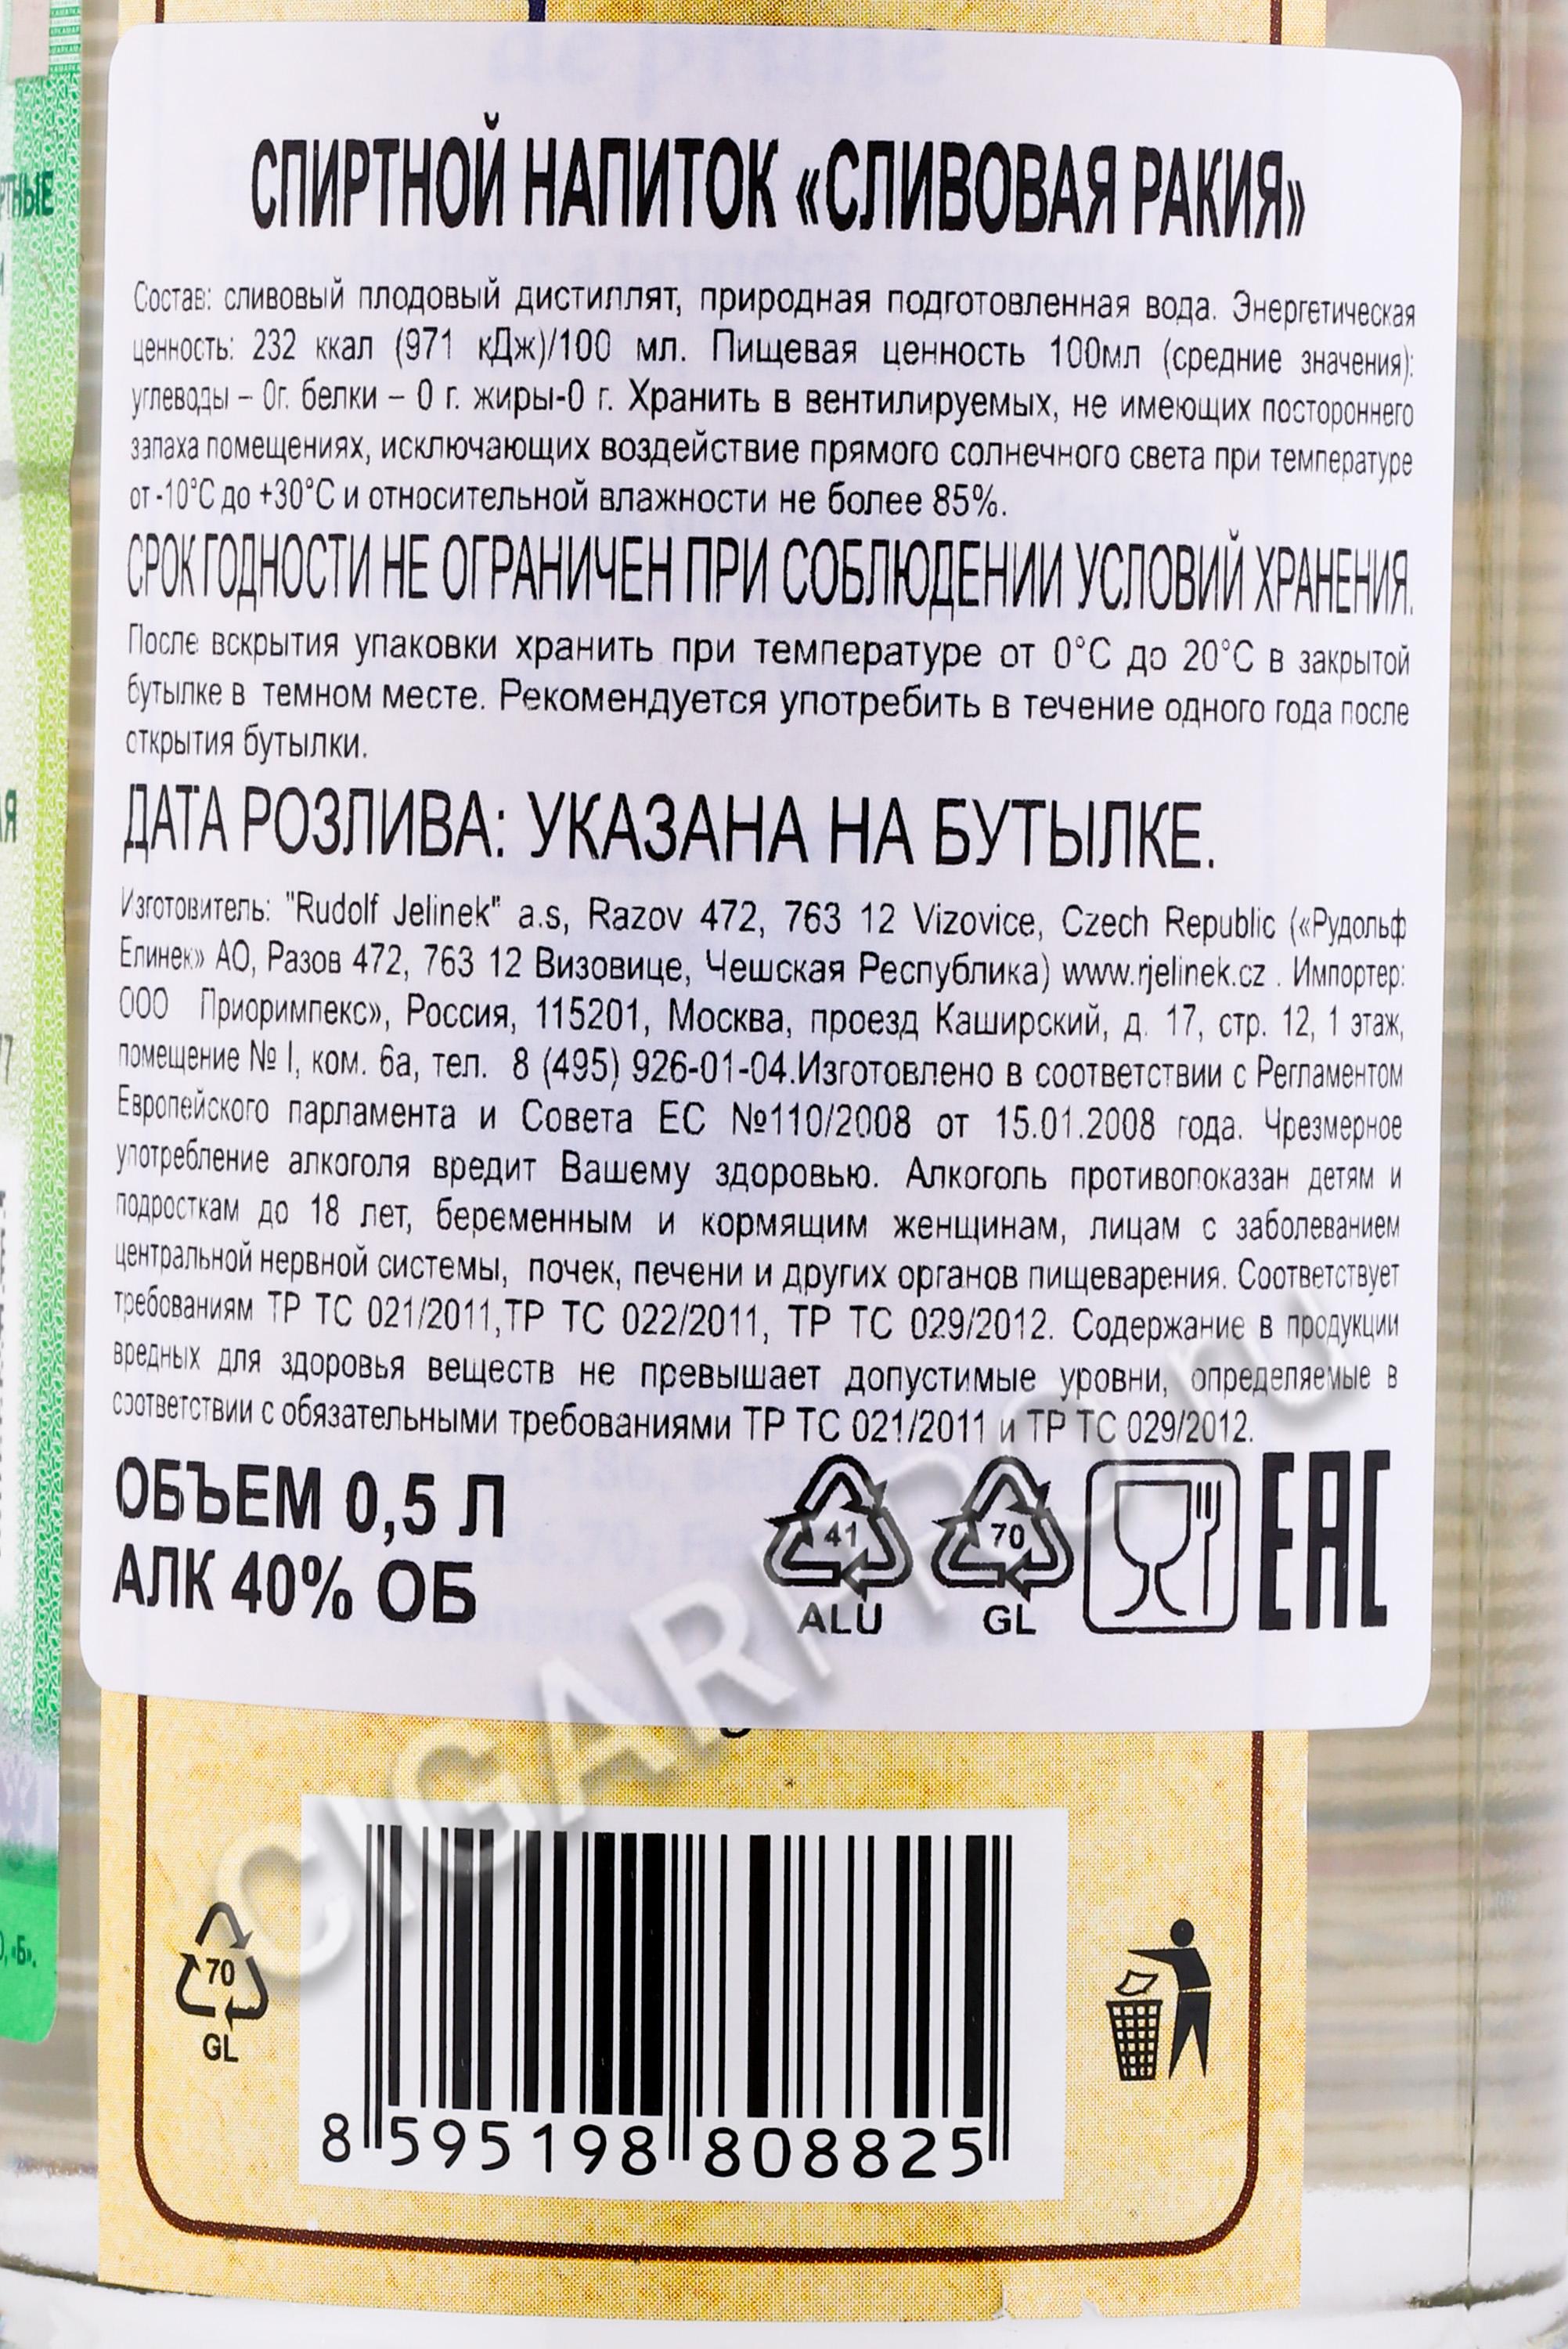 СПИРТНОЙ НАПИТОК «СЛИВОВАЯ РАКИЯ»
Состав: сливовый плодовый дистиллят, природная подготовленная вода. Энергетическая
ценность: 232 ккал (971 кДж)/100 мл. Пищевая ценность 100мл (средние значения):
углеводы – 0г. белки – 0 г. жиры-0 г. Хранить в вентилируемых, не имеющих постороннего
запаха помещениях, исключающих воздействие прямого солнечного света при температуре
от -10°С до +30°С и относительной влажности не более 85%.
СРОК ГОДНОСТИ НЕ ОГРАНИЧЕН ПРИ СОБЛЮДЕНИИ УСЛОВИЙ ХРАНЕНИЯ.
После вскрытия упаковки хранить при температуре от 0°С до 20°С в закрытой
бутылке в темном месте. Рекомендуется употребить в течение одного года после
открытия бутылки.
ДАТА РОЗЛИВА: УКАЗАНА НА БУТЫЛКЕ.
Изготовитель: "Rudolf Jelinek" a.s, Razov 472, 763 12 Vizovice, Czech Republic («Рудольф
Елинек» АО, Разов 472, 763 12 Визовице, Чешская Республика) www.rjelinek.cz . Импортер:
ООО Приоримпекс», Россия, 115201, Москва, проезд Каширский, д. 17, стр. 12, 1 этаж,
помещение № I, ком. 6а, тел. 8 (495) 926-01-04.Изготовлено в соответствии с Регламентом
Европейского парламента и Совета ЕС №110/2008 от 15.01.2008 года. Чрезмерное
употребление алкоголя вредит Вашему здоровью. Алкоголь противопоказан детям и
подросткам до 18 лет, беременным и кормящим женщинам, лицам с заболеванием
центральной нервной системы, почек, печени и других органов пищеварения. Соответствует
требованиям ТР ТС 021/2011,ТР ТС 022/2011, ТР ТС 029/2012. Содержание в продукции
вредных для здоровья веществ не превышает допустимые уровни, определяемые в
соответствии с обязательными требованиями ТР ТС 021/2011 и ТР ТС 029/2012.
ОБЪЕМ 0,5 Л
АЛК 40% ОБ
41
ALU
70
GL
EAC
CIGARPRO.ru
70
GL
8 595198 808825